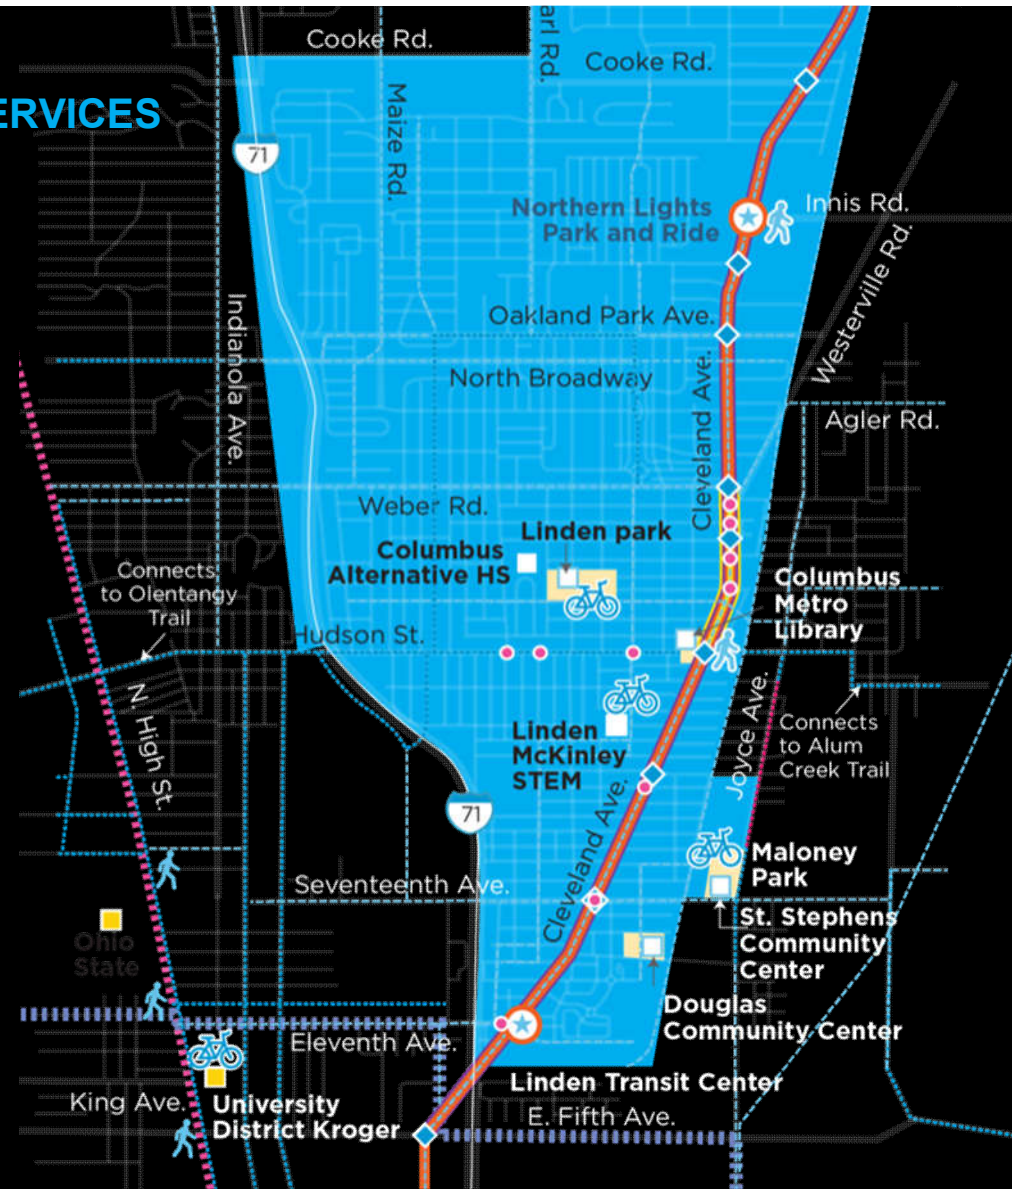 Cooke Rd.
Cooke Rd.
Maize Rd.
ERVICES
71
Northern Lights
Park and Ride
Innis Rd.
Westerville Rd.
Indianola Ave.
Oakland Park Ave.
North Broadway
Cleveland Ave.
Agler Rd.
Weber Rd.
Linden park
Columbus
Alternative HS
Connects
to Olentangy
Trail
Columbus
Metro
Library
Hudson St.
N. High St.
Joyce Ave.
Linden
McKinley
STEM
Connects
to Alum
Creek Trail
71
Cleveland Ave.
Maloney
Park
Seventeenth Ave.
St. Stephens
Community
Center
Ohio
State
Douglas
Community Center
Eleventh Ave.
Linden Transit Center
King Ave.
University
District Kroger
E. Fifth Ave.